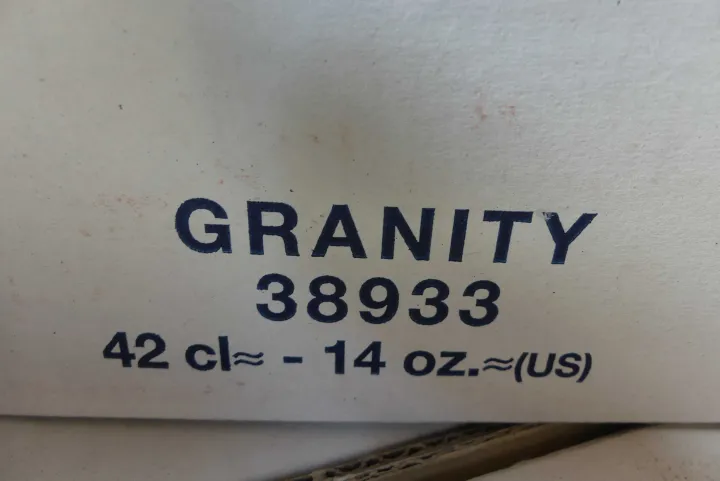 GRANITY
38933
42 cl≈ - 14 oz.≈(US)